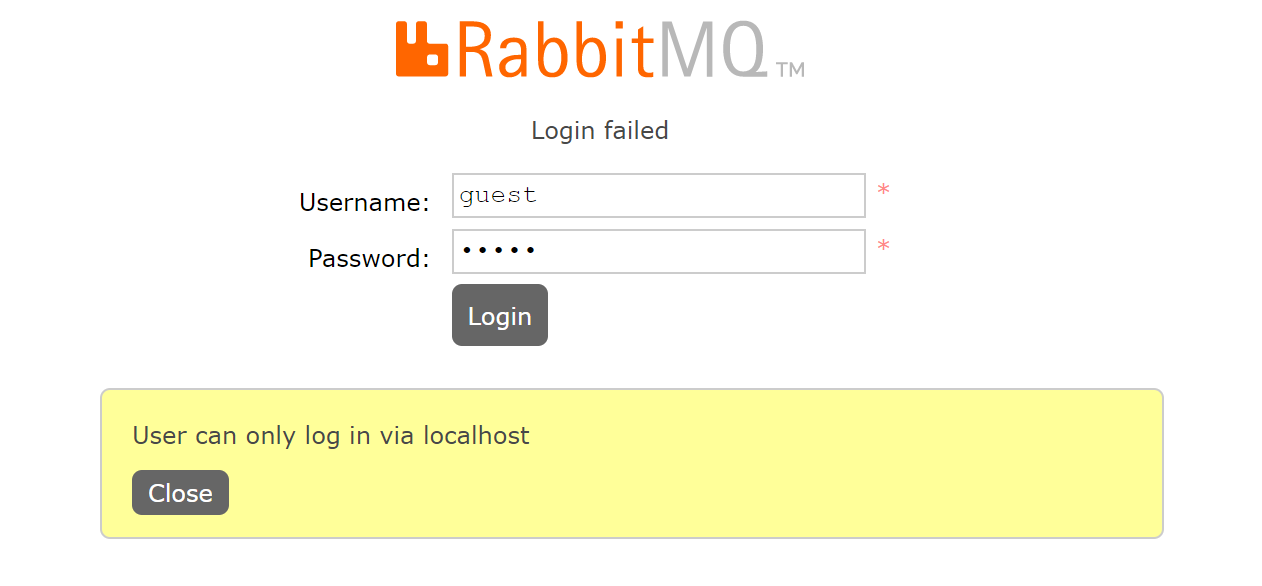 RabbitMQ™
Login failed
Username: guest *
Password: ••••• *
Login
User can only log in via localhost
Close